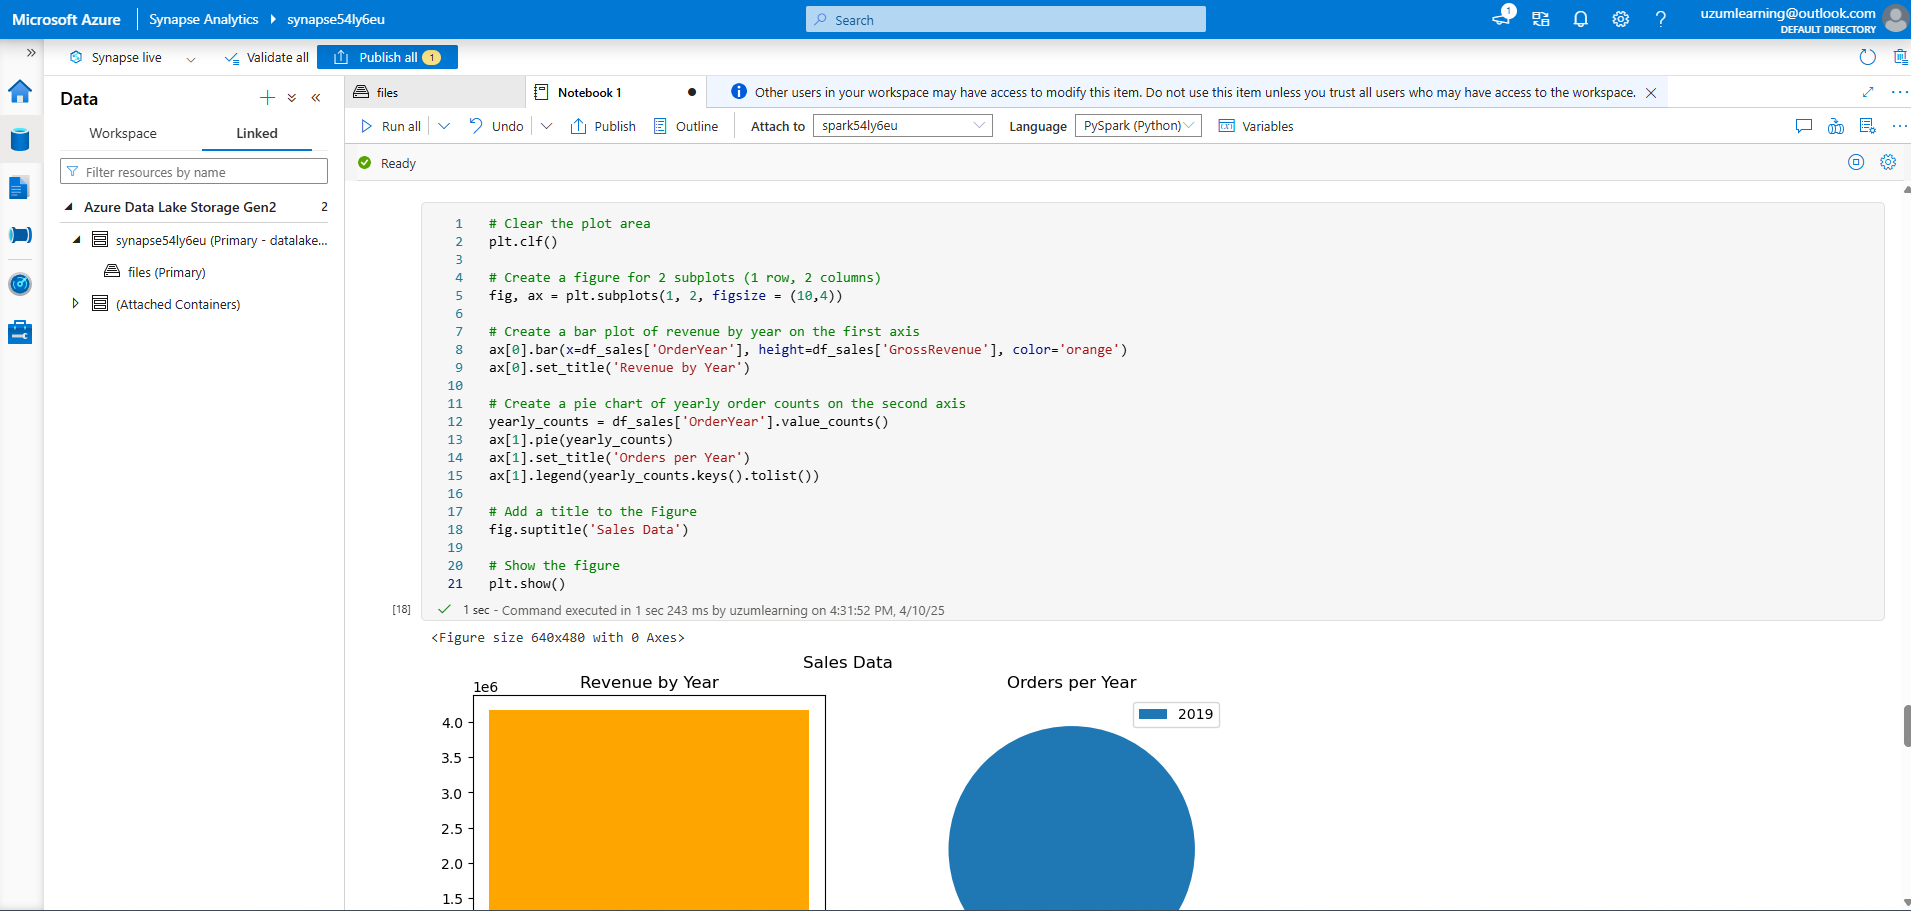 Microsoft Azure
Synapse Analytics
synapse54ly6eu
Search
1
uzumlearning@outlook.com
DEFAULT DIRECTORY
Synapse live
Validate all
Publish all
1
Data
Workspace
Linked
Filter resources by name
Azure Data Lake Storage Gen2
2
synapse54ly6eu (Primary - datalake...
files (Primary)
(Attached Containers)
files
Notebook 1
Other users in your workspace may have access to modify this item. Do not use this item unless you trust all users who may have access to the workspace.
Run all
Undo
Publish
Outline
Attach to
spark54ly6eu
Language
PySpark (Python)
Variables
Ready
1 # Clear the plot area
2 plt.clf()
3
4 # Create a figure for 2 subplots (1 row, 2 columns)
5 fig, ax = plt.subplots(1, 2, figsize = (10,4))
6
7 # Create a bar plot of revenue by year on the first axis
8 ax[0].bar(x=df_sales['OrderYear'], height=df_sales['GrossRevenue'], color='orange')
9 ax[0].set_title('Revenue by Year')
10
11 # Create a pie chart of yearly order counts on the second axis
12 yearly_counts = df_sales['OrderYear'].value_counts()
13 ax[1].pie(yearly_counts)
14 ax[1].set_title('Orders per Year')
15 ax[1].legend(yearly_counts.keys().tolist())
16
17 # Add a title to the Figure
18 fig.suptitle('Sales Data')
19
20 # Show the figure
21 plt.show()
[18]
1 sec - Command executed in 1 sec 243 ms by uzumlearning on 4:31:52 PM, 4/10/25
<Figure size 640x480 with 0 Axes>
Sales Data
Revenue by Year
Orders per Year
1e6
2019
4.0
3.5
3.0
2.5
2.0
1.5